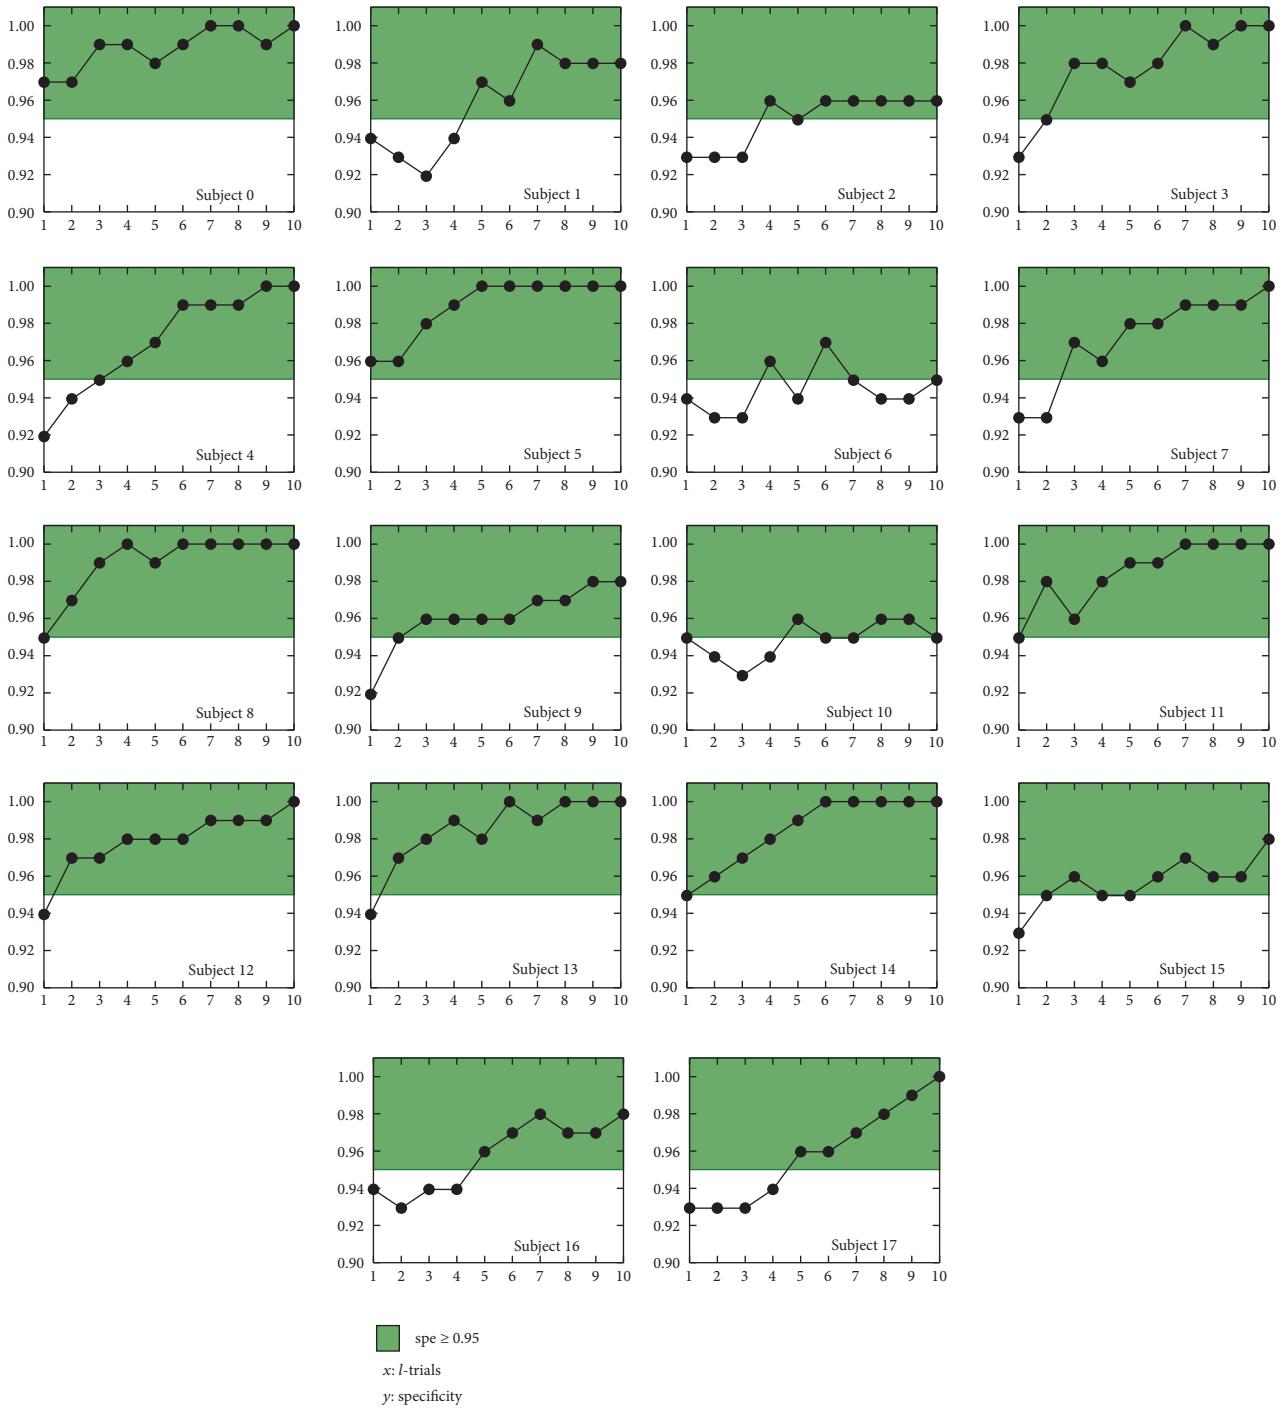 1.00 1.00 1.00 1.00
0.98 0.98 0.98 0.98
0.96 0.96 0.96 0.96
0.94 0.94 0.94 0.94
0.92 0.92 0.92 0.92
Subject 0 Subject 1 Subject 2 Subject 3
0.90 0.90 0.90 0.90
1 2 3 4 5 6 7 8 9 10 1 2 3 4 5 6 7 8 9 10 1 2 3 4 5 6 7 8 9 10 1 2 3 4 5 6 7 8 9 10
1.00 1.00 1.00 1.00
0.98 0.98 0.98 0.98
0.96 0.96 0.96 0.96
0.94 0.94 0.94 0.94
0.92 0.92 0.92 0.92
Subject 4 Subject 5 Subject 6 Subject 7
0.90 0.90 0.90 0.90
1 2 3 4 5 6 7 8 9 10 1 2 3 4 5 6 7 8 9 10 1 2 3 4 5 6 7 8 9 10 1 2 3 4 5 6 7 8 9 10
1.00 1.00 1.00 1.00
0.98 0.98 0.98 0.98
0.96 0.96 0.96 0.96
0.94 0.94 0.94 0.94
0.92 0.92 0.92 0.92
Subject 8 Subject 9 Subject 10 Subject 11
0.90 0.90 0.90 0.90
1 2 3 4 5 6 7 8 9 10 1 2 3 4 5 6 7 8 9 10 1 2 3 4 5 6 7 8 9 10 1 2 3 4 5 6 7 8 9 10
1.00 1.00 1.00 1.00
0.98 0.98 0.98 0.98
0.96 0.96 0.96 0.96
0.94 0.94 0.94 0.94
0.92 0.92 0.92 0.92
Subject 12 Subject 13 Subject 14 Subject 15
0.90 0.90 0.90 0.90
1 2 3 4 5 6 7 8 9 10 1 2 3 4 5 6 7 8 9 10 1 2 3 4 5 6 7 8 9 10 1 2 3 4 5 6 7 8 9 10
1.00 1.00
0.98 0.98
0.96 0.96
0.94 0.94
0.92 0.92
Subject 16 Subject 17
0.90 0.90
1 2 3 4 5 6 7 8 9 10 1 2 3 4 5 6 7 8 9 10
spe ≥ 0.95
x: l-trials
y: specificity